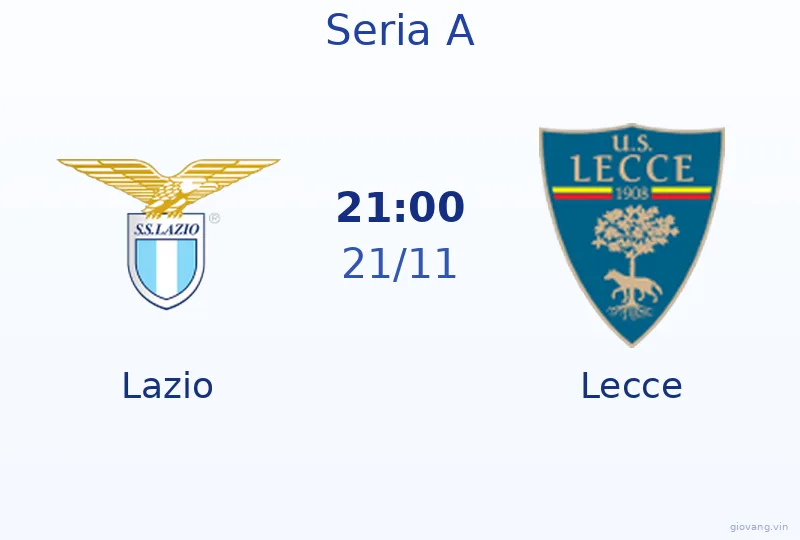 Seria A
S.S.LAZIO
®
U.S.
LECCE
1908
21:00
21/11
Lazio
Lecce
giovang.vin